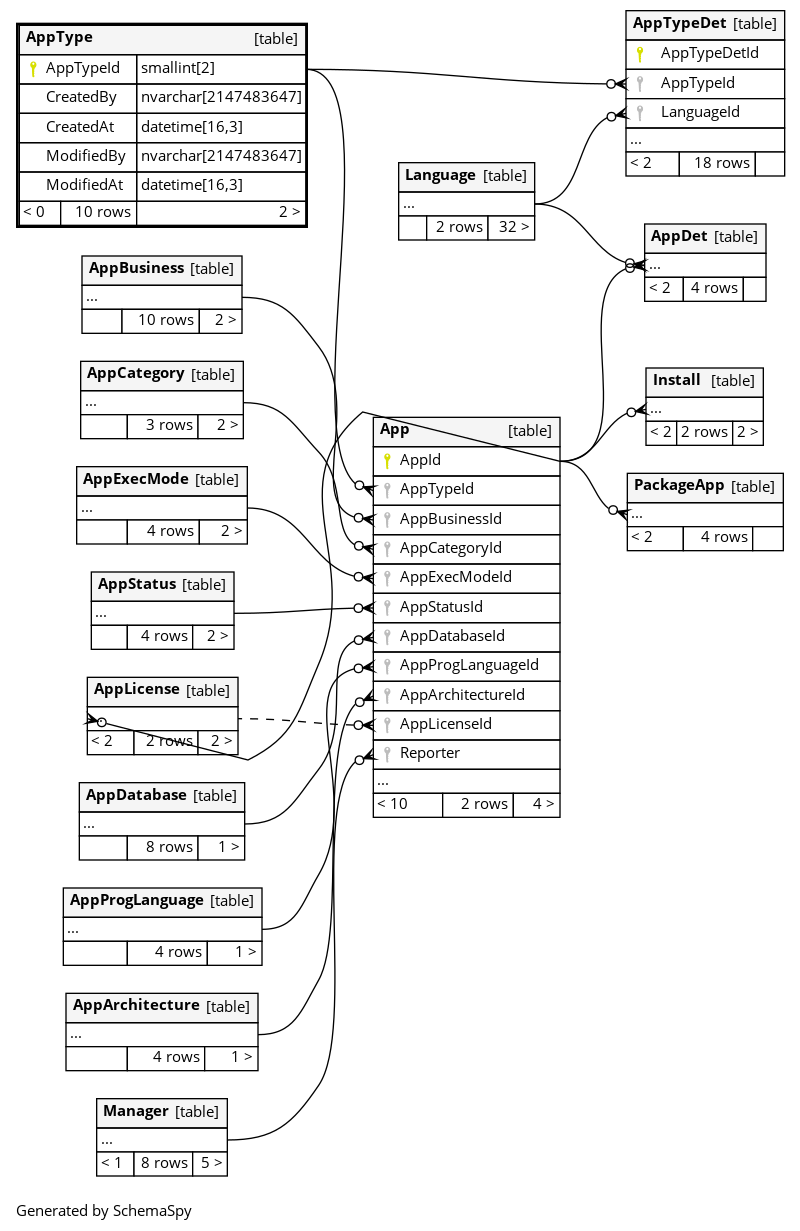 AppType [table]
AppTypeId smallint[2]
CreatedBy nvarchar[2147483647]
CreatedAt datetime[16,3]
ModifiedBy nvarchar[2147483647]
ModifiedAt datetime[16,3]
< 0 10 rows 2 >
AppTypeDet [table]
AppTypeDetId
AppTypeId
LanguageId
...
< 2 18 rows
Language [table]
...
2 rows 32 >
AppDet [table]
...
< 2 4 rows
AppBusiness [table]
...
10 rows 2 >
AppCategory [table]
...
3 rows 2 >
Install [table]
...
< 2 2 rows 2 >
App [table]
AppId
AppTypeId
AppBusinessId
AppCategoryId
AppExecModeId
AppStatusId
AppDatabaseId
AppProgLanguageId
AppArchitectureId
AppLicenseId
Reporter
...
< 10 2 rows 4 >
PackageApp [table]
...
< 2 4 rows
AppExecMode [table]
...
4 rows 2 >
AppStatus [table]
...
4 rows 2 >
AppLicense [table]
...
< 2 2 rows 2 >
AppDatabase [table]
...
8 rows 1 >
AppProgLanguage [table]
...
4 rows 1 >
AppArchitecture [table]
...
4 rows 1 >
Manager [table]
...
< 1 8 rows 5 >
Generated by SchemaSpy